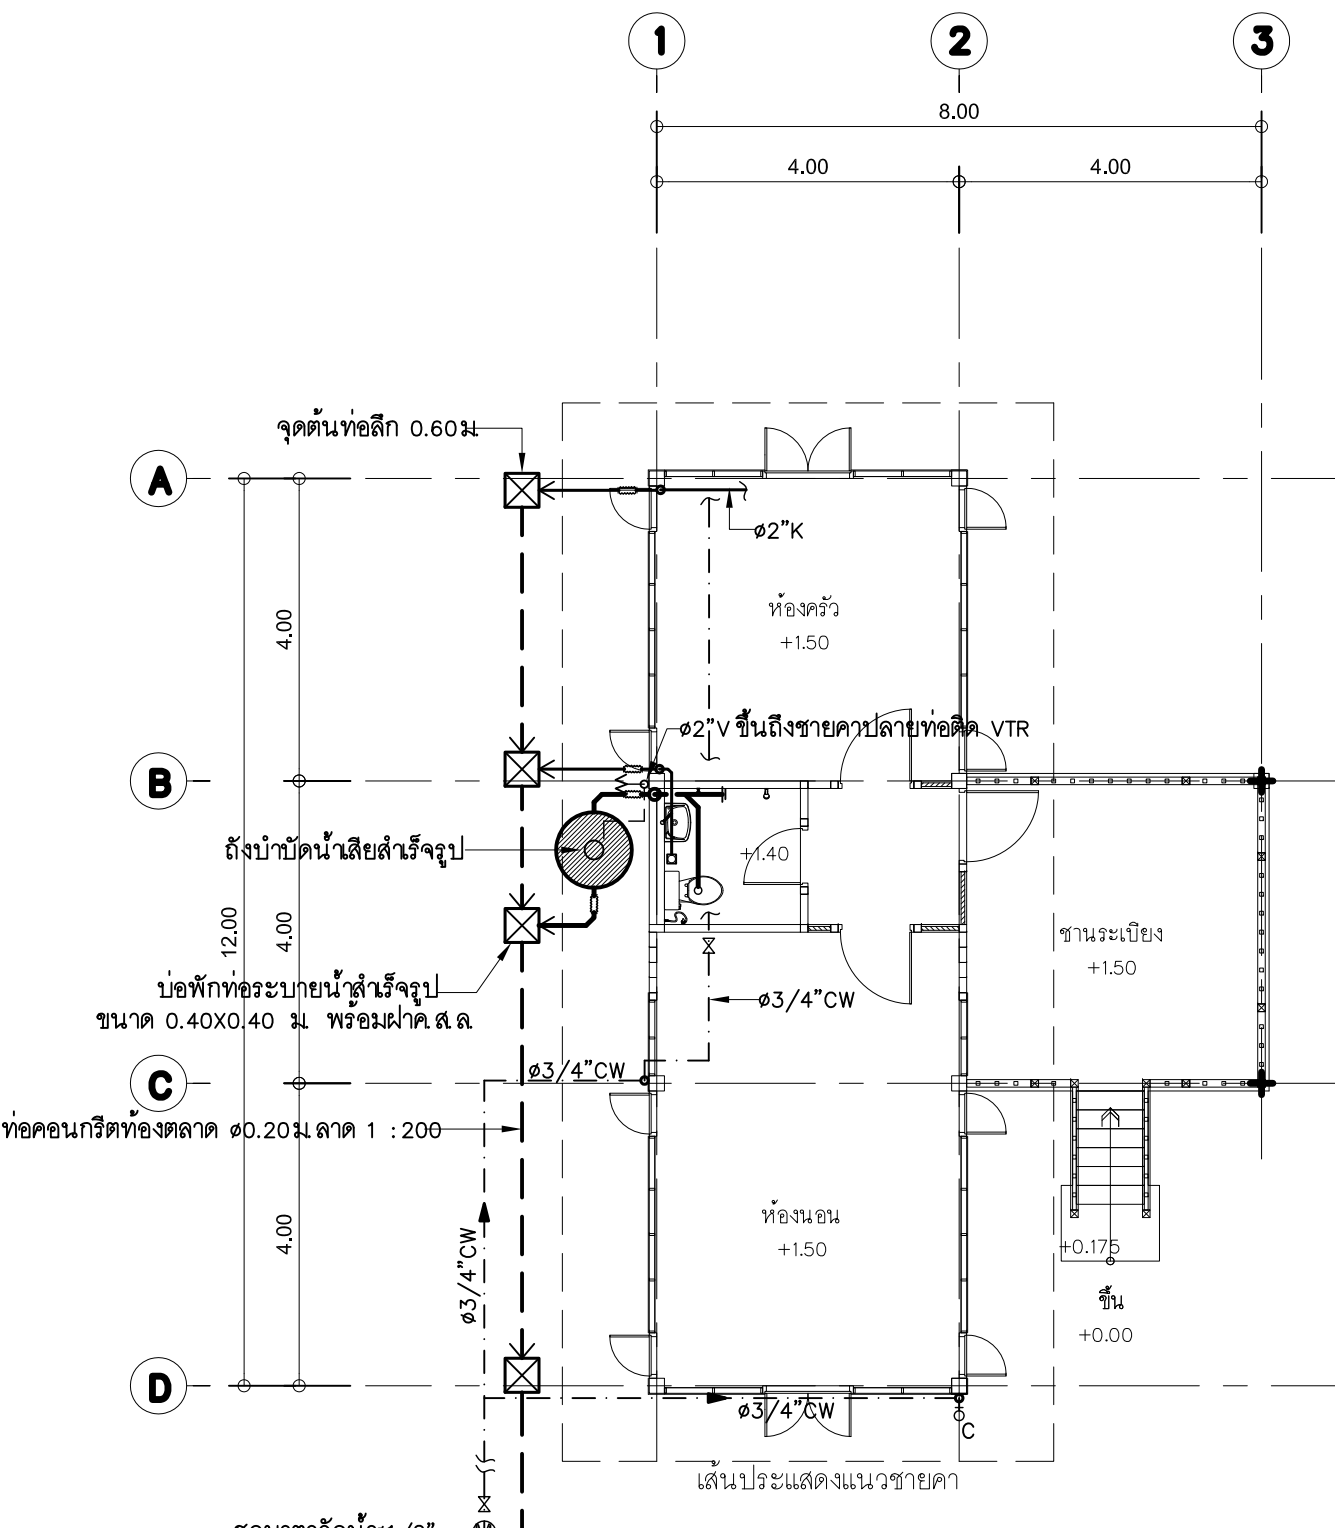 1
2
3
8.00
4.00
4.00
จุดต้นท่อลึก 0.60ม.
A
ø2"K
4.00
ห้องครัว
+1.50
ø2"V ขึ้นถึงชายคาปลายท่อติด VTR
B
ถังบำบัดน้ำเสียสำเร็จรูป
+1.40
12.00
4.00
ชานระเบียง
+1.50
บ่อพักท่อระบายน้ำสำเร็จรูป
ขนาด 0.40X0.40 ม. พร้อมฝาค.ส.ล.
ø3/4"CW
ø3/4"CW
C
ท่อคอนกรีตท้องตลาด ø0.20ม. ลาด 1 :200
4.00
ø3/4"CW
ห้องนอน
+1.50
+0.175
ขึ้น
+0.00
D
ø3/4"CW
C
เส้นประแสดงแนวชายคา